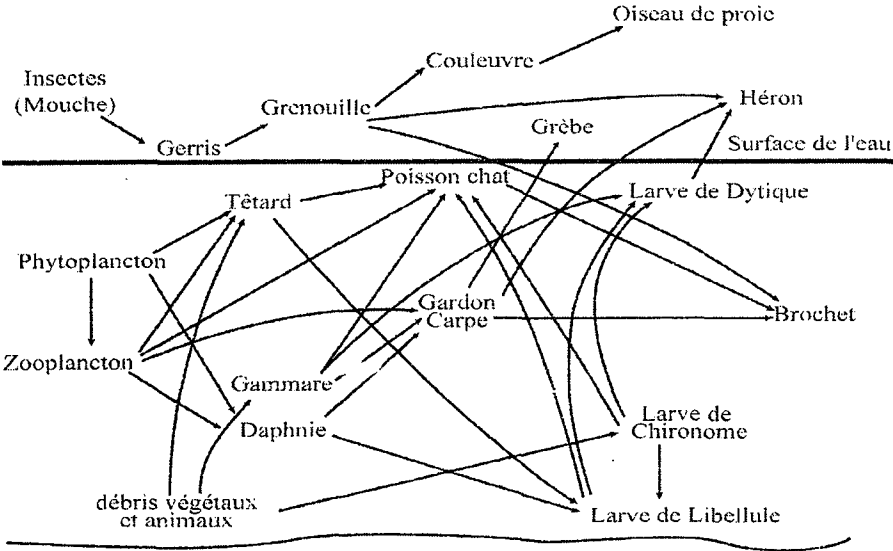 Oiseau de proie
Couleuvre
Insectes
(Mouche)
Grenouille
Héron
Grèbe
Gerris
Surface de l'eau
Poisson chat
Têtard
Larve de Dytique
Phytoplancton
Gardon
Carpe
Brochet
Zooplancton
Gammare
Daphnie
Larve de
Chironome
débris végétaux
et animaux
Larve de Libellule